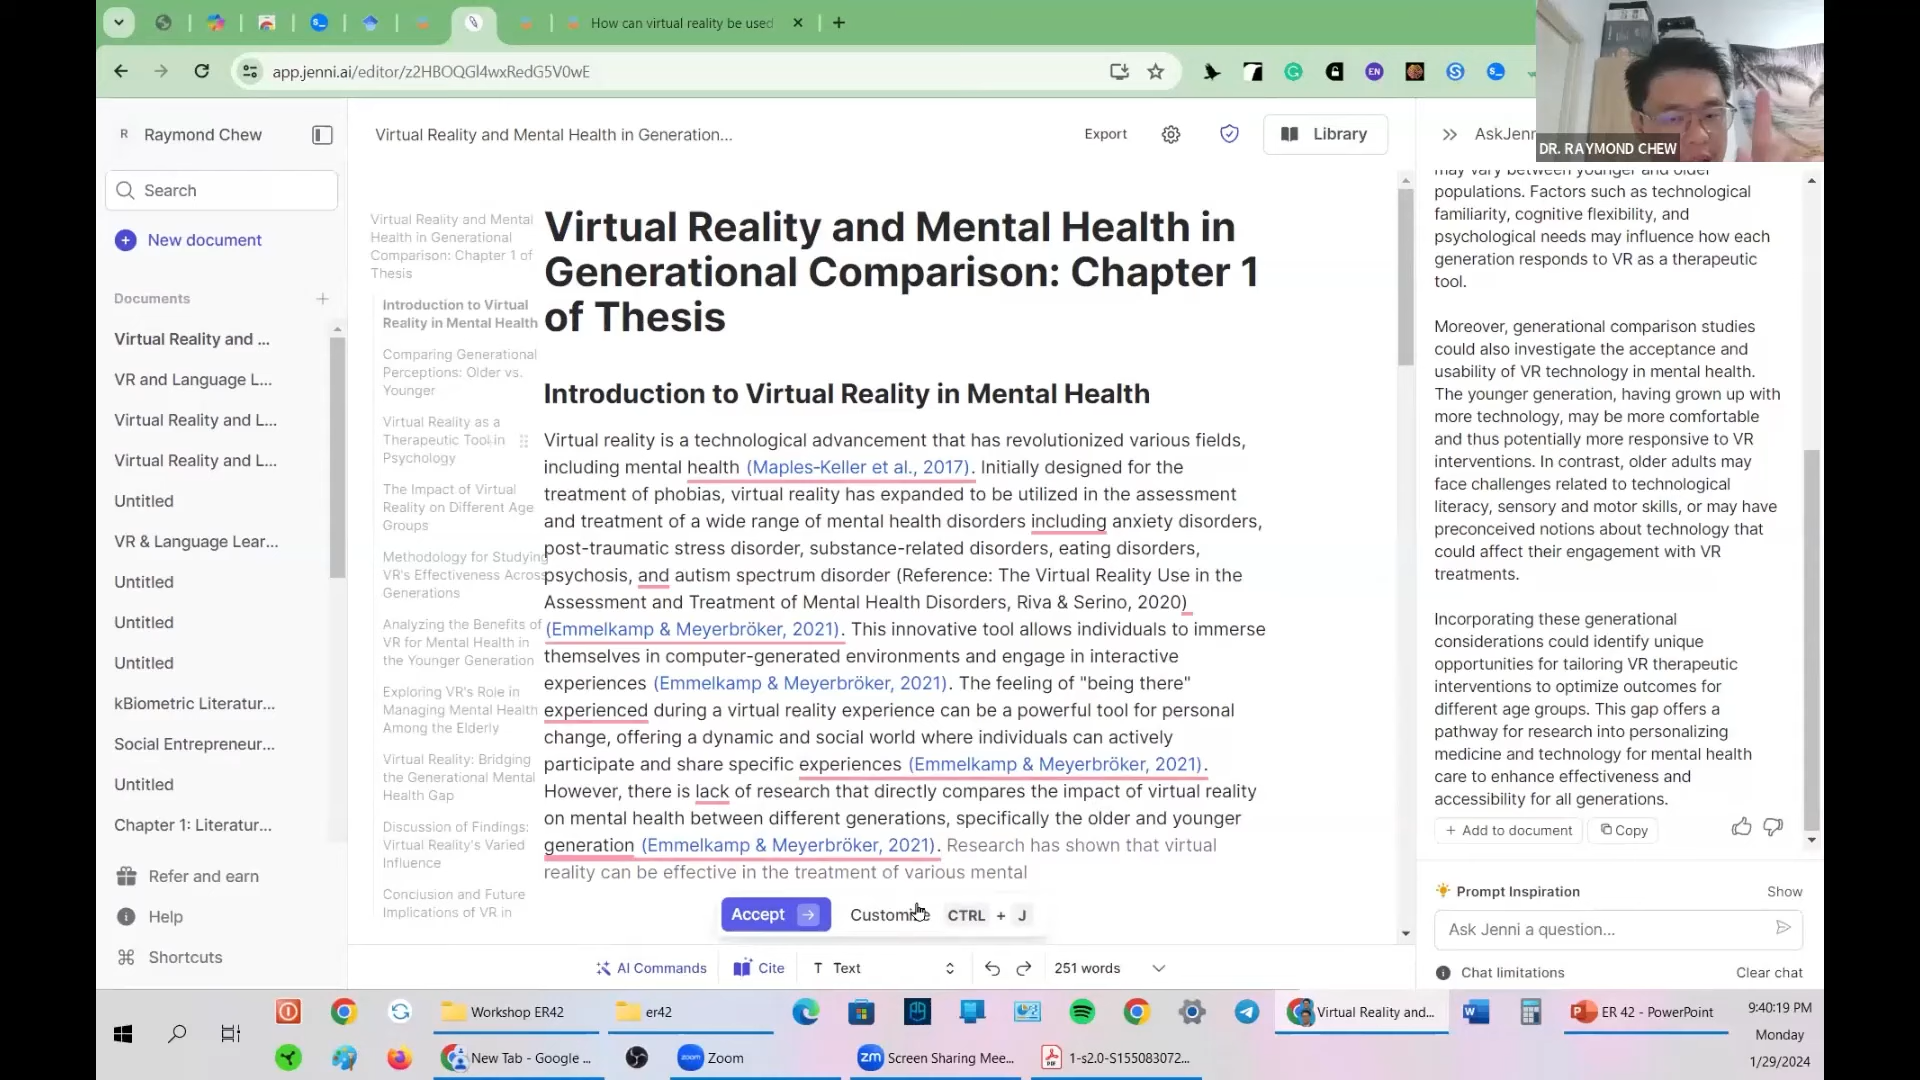 How can virtual reality be used
app.jenni.ai/editor/z2HBOQGl4wxRedG5V0wE
EN
DR. RAYMOND CHEW
R Raymond Chew
Search
New document
Documents
Virtual Reality and ...
VR and Language L...
Virtual Reality and L...
Virtual Reality and L...
Untitled
VR & Language Lear...
Untitled
Untitled
Untitled
kBiometric Literatur...
Social Entrepreneur...
Untitled
Chapter 1: Literatur...
Refer and earn
Help
Shortcuts
Virtual Reality and Mental Health in Generation...
Export
Library
Virtual Reality and Mental
Health in Generational
Comparison: Chapter 1 of
Thesis
Introduction to Virtual
Reality in Mental Health
Comparing Generational
Perceptions: Older vs.
Younger
Virtual Reality as a
Therapeutic Tool in
Psychology
The Impact of Virtual
Reality on Different Age
Groups
Methodology for Studying
VR's Effectiveness Across
Generations
Analyzing the Benefits of
VR for Mental Health in
the Younger Generation
Exploring VR's Role in
Managing Mental Health
Among the Elderly
Virtual Reality: Bridging
the Generational Mental
Health Gap
Discussion of Findings:
Virtual Reality's Varied
Influence
Conclusion and Future
Implications of VR in
Virtual Reality and Mental Health in
Generational Comparison: Chapter 1
of Thesis
Introduction to Virtual Reality in Mental Health
Virtual reality is a technological advancement that has revolutionized various fields,
including mental health (Maples-Keller et al., 2017). Initially designed for the
treatment of phobias, virtual reality has expanded to be utilized in the assessment
and treatment of a wide range of mental health disorders including anxiety disorders,
post-traumatic stress disorder, substance-related disorders, eating disorders,
psychosis, and autism spectrum disorder (Reference: The Virtual Reality Use in the
Assessment and Treatment of Mental Health Disorders, Riva & Serino, 2020)
(Emmelkamp & Meyerbröker, 2021). This innovative tool allows individuals to immerse
themselves in computer-generated environments and engage in interactive
experiences (Emmelkamp & Meyerbröker, 2021). The feeling of "being there"
experienced during a virtual reality experience can be a powerful tool for personal
change, offering a dynamic and social world where individuals can actively
participate and share specific experiences (Emmelkamp & Meyerbröker, 2021).
However, there is lack of research that directly compares the impact of virtual reality
on mental health between different generations, specifically the older and younger
generation (Emmelkamp & Meyerbröker, 2021). Research has shown that virtual
reality can be effective in the treatment of various mental
Accept
Customize CTRL + J
AI Commands
Cite
T Text
251 words
AskJenn
may vary between younger and older
populations. Factors such as technological
familiarity, cognitive flexibility, and
psychological needs may influence how each
generation responds to VR as a therapeutic
tool.
Moreover, generational comparison studies
could also investigate the acceptance and
usability of VR technology in mental health.
The younger generation, having grown up with
more technology, may be more comfortable
and thus potentially more responsive to VR
interventions. In contrast, older adults may
face challenges related to technological
literacy, sensory and motor skills, or may have
preconceived notions about technology that
could affect their engagement with VR
treatments.
Incorporating these generational
considerations could identify unique
opportunities for tailoring VR therapeutic
interventions to optimize outcomes for
different age groups. This gap offers a
pathway for research into personalizing
medicine and technology for mental health
care to enhance effectiveness and
accessibility for all generations.
+ Add to document
Copy
Prompt Inspiration
Show
Ask Jenni a question...
Chat limitations
Clear chat
Workshop ER42
er42
Virtual Reality and...
ER 42 - PowerPoint
New Tab - Google ...
zoom Zoom
zm Screen Sharing Mee...
1-s2.0-S155083072...
9:40:19 PM
Monday
1/29/2024